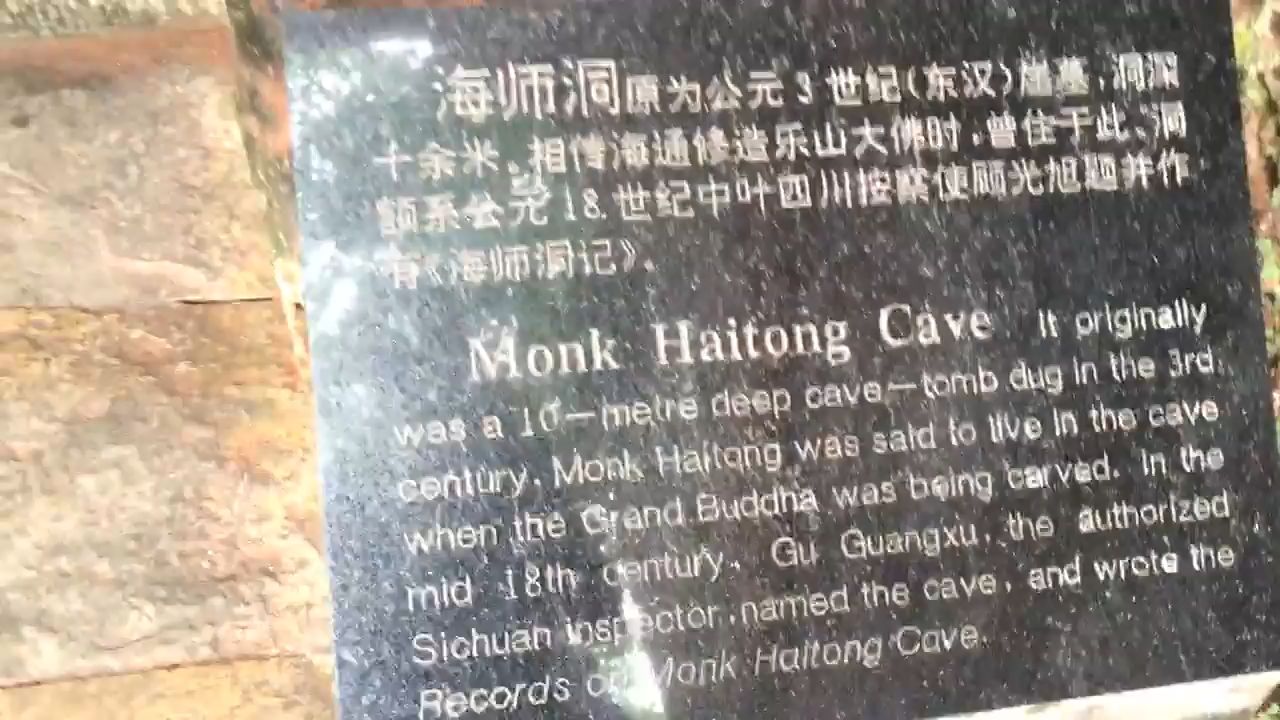 海师洞原为公元3世纪(东汉)崖墓,洞深
十余米,相传海通修造乐山大佛时,曾住于此、洞
额系公元18.世纪中叶四川按察使顾光旭题并作
有《海师洞记》.
Monk Haitong Cave It originally
was a 10-metre deep cave-tomb dug in the 3rd.
century. Monk Haitong was said to live in the cave
when the Grand Buddha was being carved. In the
mid 18th century, Gu Guangxu, the authorized
Sichuan inspector, named the cave, and wrote the
Records of Monk Haitong Cave.